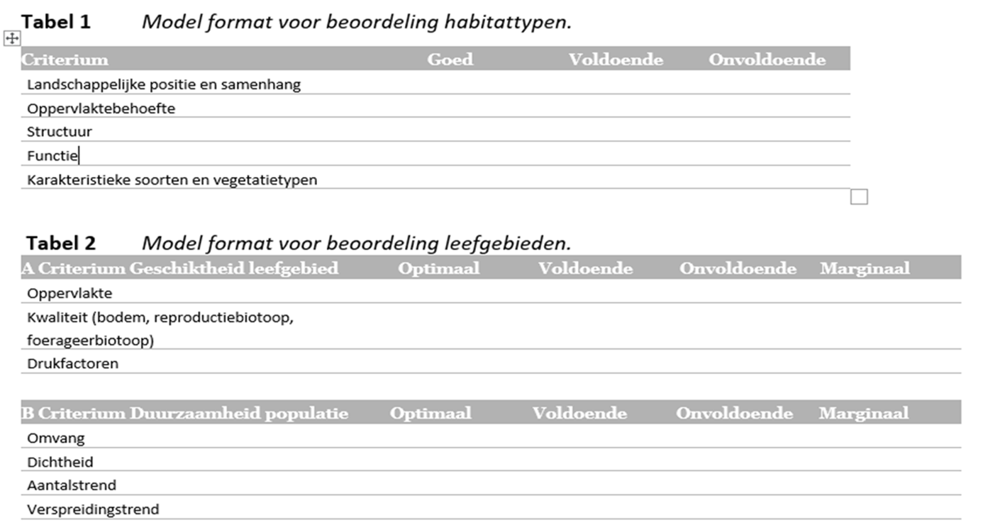 Tabel 1 Model format voor beoordeling habitattypen.
Criterium Goed Voldoende Onvoldoende
Landschappelijke positie en samenhang
Oppervlaktebehoefte
Structuur
Functie
Karakteristieke soorten en vegetatietypen
Tabel 2 Model format voor beoordeling leefgebieden.
A Criterium Geschiktheid leefgebied Optimaal Voldoende Onvoldoende Marginaal
Oppervlakte
Kwaliteit (bodem, reproductiebiotoop,
foerageerbiotoop)
Drukfactoren
B Criterium Duurzaamheid populatie Optimaal Voldoende Onvoldoende Marginaal
Omvang
Dichtheid
Aantalstrend
Verspreidingstrend